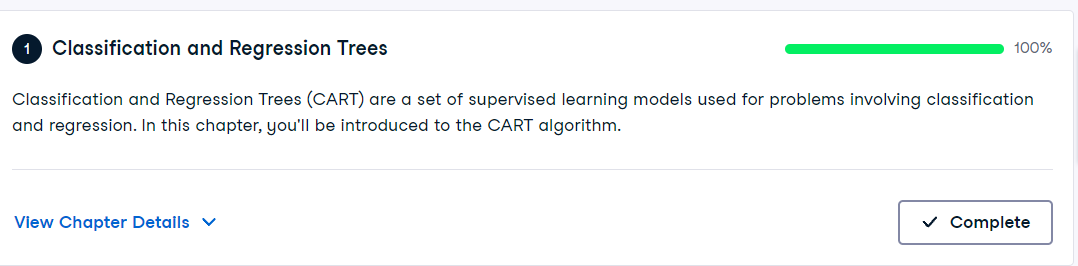 1 Classification and Regression Trees 100%
Classification and Regression Trees (CART) are a set of supervised learning models used for problems involving classification
and regression. In this chapter, you'll be introduced to the CART algorithm.
View Chapter Details Complete